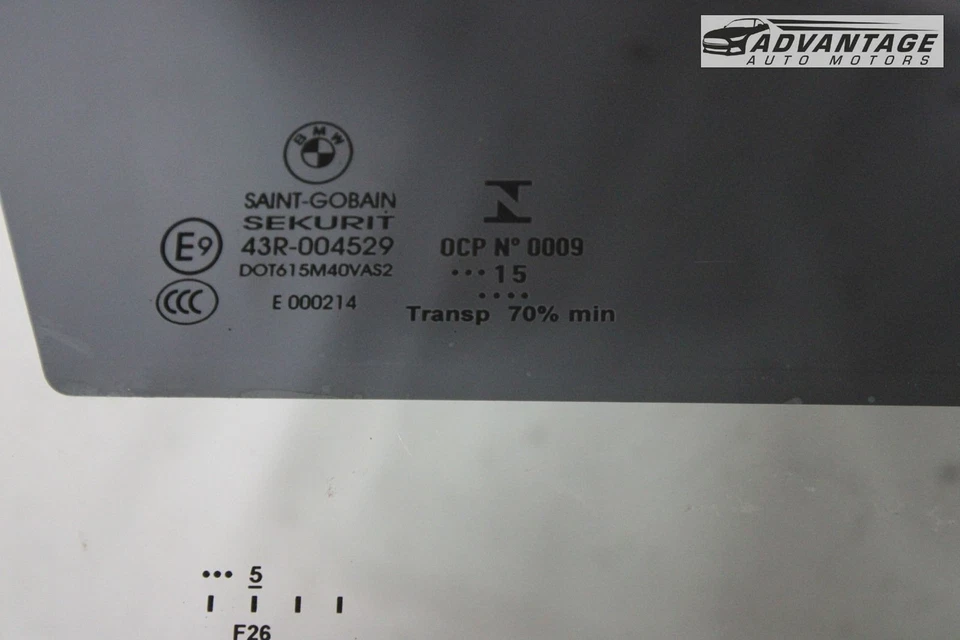 ADVANTAGE
AUTO MOTORS
BMW
SAINT-GOBAIN
SEKURIT
E9
43R-004529
DOT615M40VAS2
CCC
E 000214
N
OCP N° 0009
•••15
••••
Transp 70% min
••• 5
F26